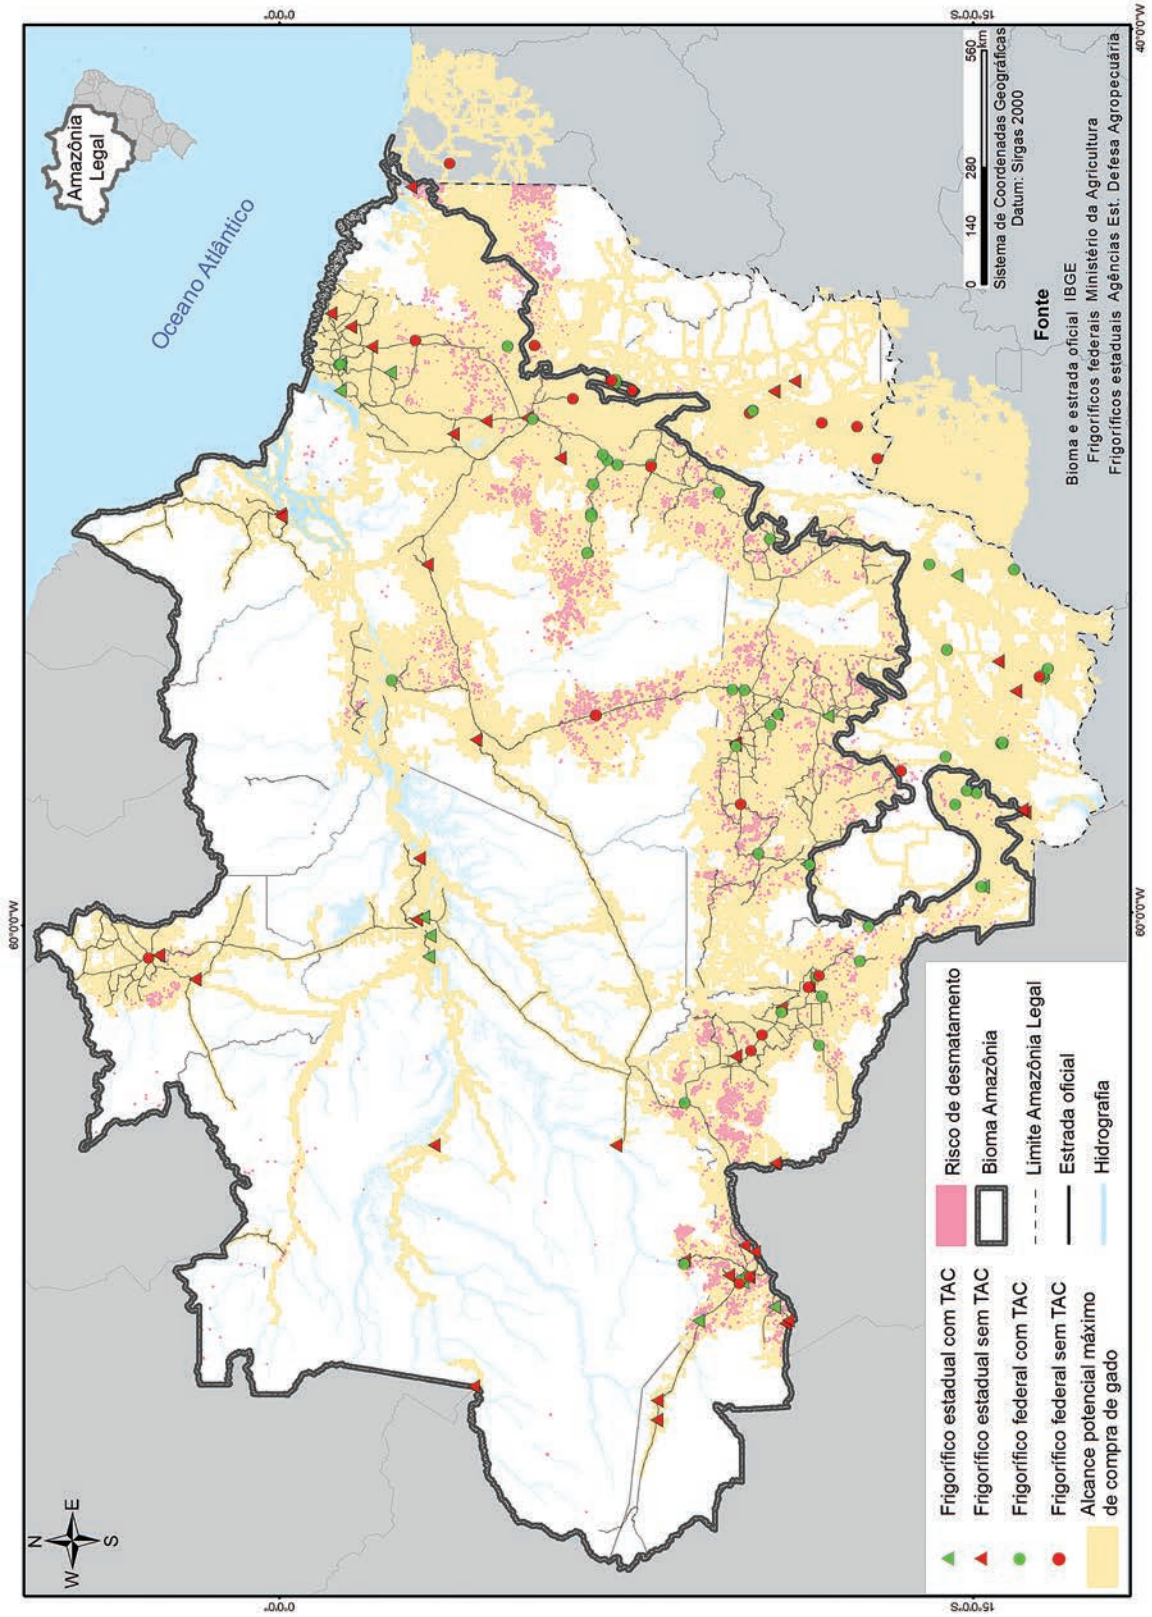 0°0'0"
15°0'0"S
40°0'0"W
Amazônia
Legal
Oceano Atlântico
60°0'0"W
60°0'0"W
N
W
E
S
0°0'0"
15°0'0"S
0 140 280 560
km
Sistema de Coordenadas Geográficas
Datum: Sirgas 2000
Fonte
Bioma e estrada oficial IBGE
Frigoríficos federais Ministério da Agricultura
Frigoríficos estaduais Agências Est. Defesa Agropecuária
Frigorífico estadual com TAC
Frigorífico estadual sem TAC
Frigorífico federal com TAC
Frigorífico federal sem TAC
Alcance potencial máximo
de compra de gado
Risco de desmatamento
Bioma Amazônia
Limite Amazônia Legal
Estrada oficial
Hidrografia